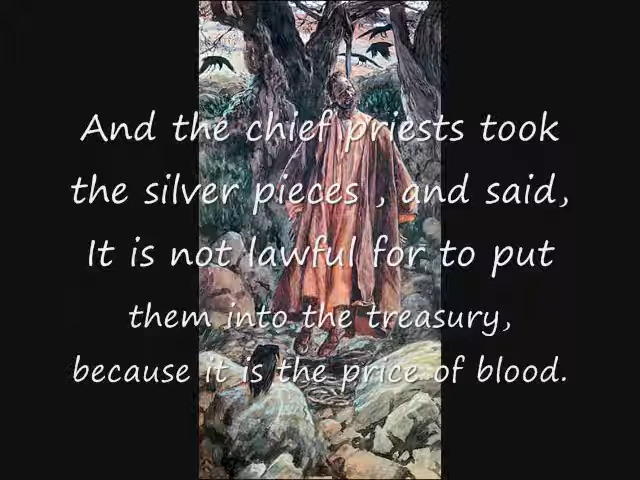 And the chief priests took
the silver pieces , and said,
It is not lawful for to put
them into the treasury,
because it is the price of blood.